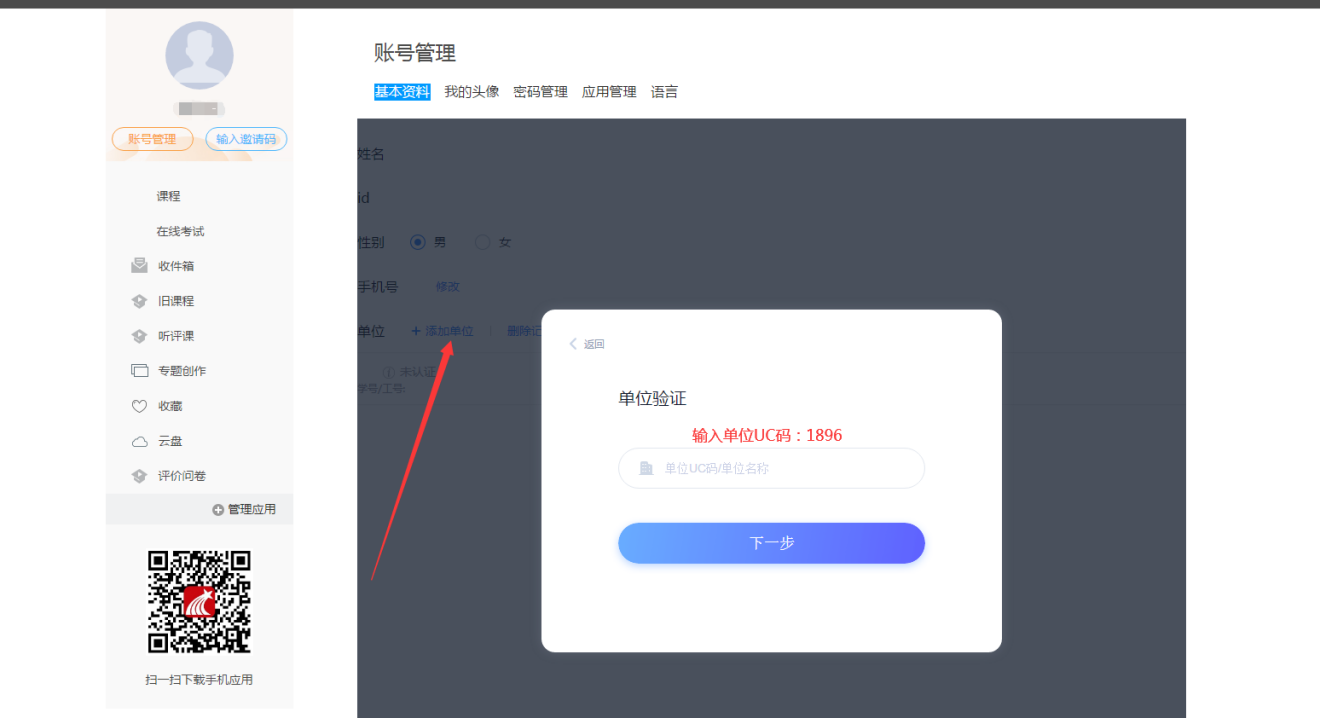 账号管理
输入邀请码
课程
在线考试
收件箱
旧课程
听评课
专题创作
收藏
云盘
评价问卷
管理应用
扫一扫下载手机应用
账号管理
基本资料 我的头像 密码管理 应用管理 语言
姓名
id
性别 男 女
手机号 修改
单位 +添加单位 | 删除记
未认证
学号/工号:
返回
单位验证
输入单位UC码：1896
单位UC码/单位名称
下一步